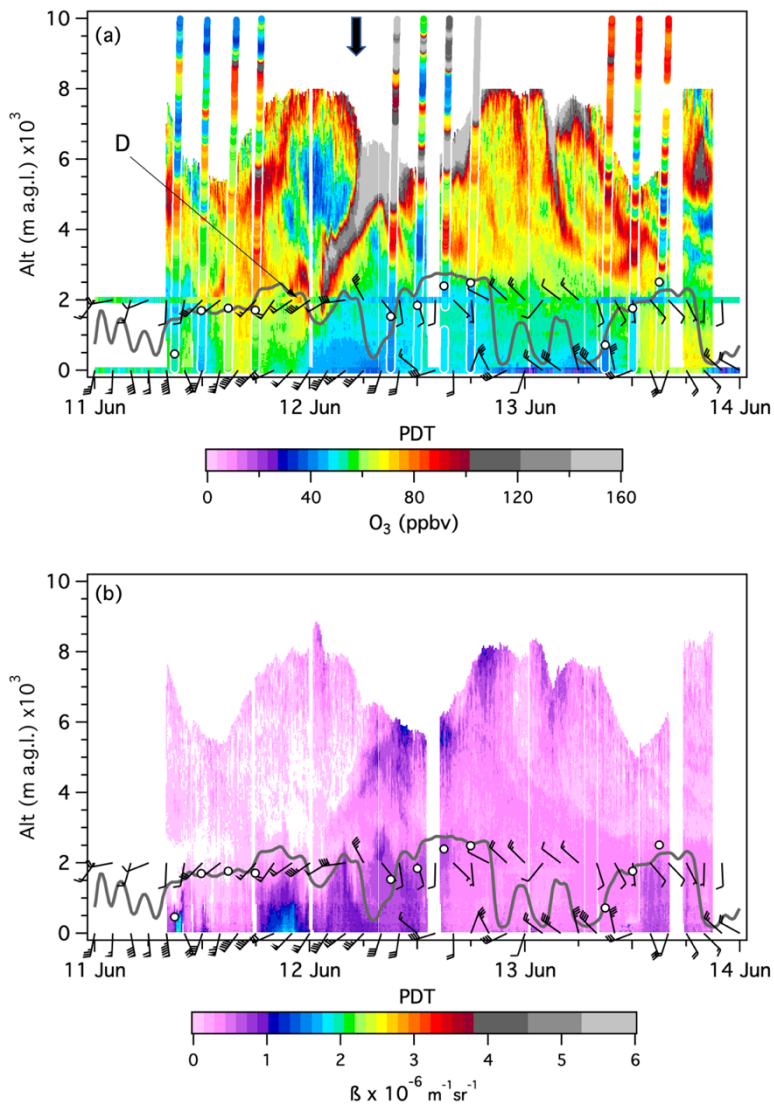 (a)
10
8
6
4
2
0
Alt (m a.g.l.) x10³
D
11 Jun
12 Jun
13 Jun
14 Jun
PDT
0
40
80
120
160
O₃ (ppbv)
(b)
10
8
6
4
2
0
Alt (m a.g.l.) x10³
11 Jun
12 Jun
13 Jun
14 Jun
PDT
0
1
2
3
4
5
6
ß x 10⁻⁶ m⁻¹sr⁻¹